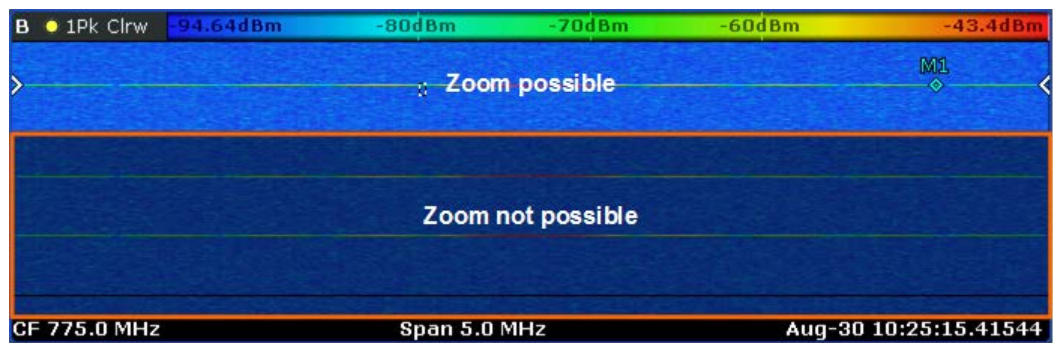 B 1Pk Clrw -94.64dBm -80dBm -70dBm -60dBm -43.4dBm
M1
Zoom possible
Zoom not possible
CF 775.0 MHz Span 5.0 MHz Aug-30 10:25:15.41544